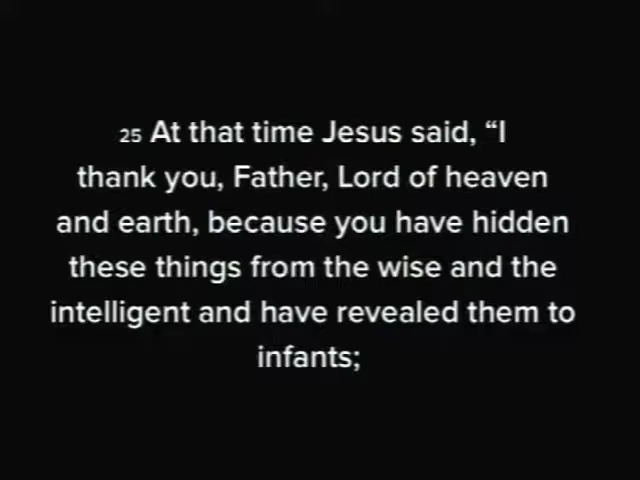 25 At that time Jesus said, “I
thank you, Father, Lord of heaven
and earth, because you have hidden
these things from the wise and the
intelligent and have revealed them to
infants;